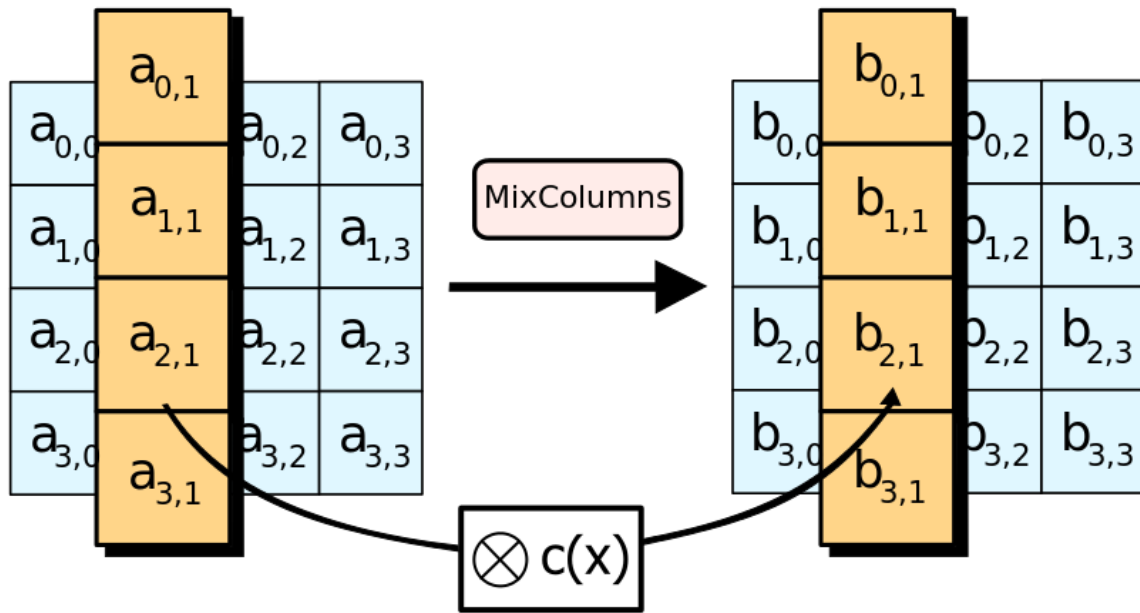 a0,1 b0,1
a0,0 a0,2 a0,3 b0,0 b0,2 b0,3
MixColumns
a1,0 a1,1 a1,2 a1,3 b1,0 b1,1 b1,2 b1,3
a2,0 a2,1 a2,2 a2,3 b2,0 b2,1 b2,2 b2,3
a3,0 a3,1 a3,2 a3,3 b3,0 b3,1 b3,2 b3,3
⊗ c(x)